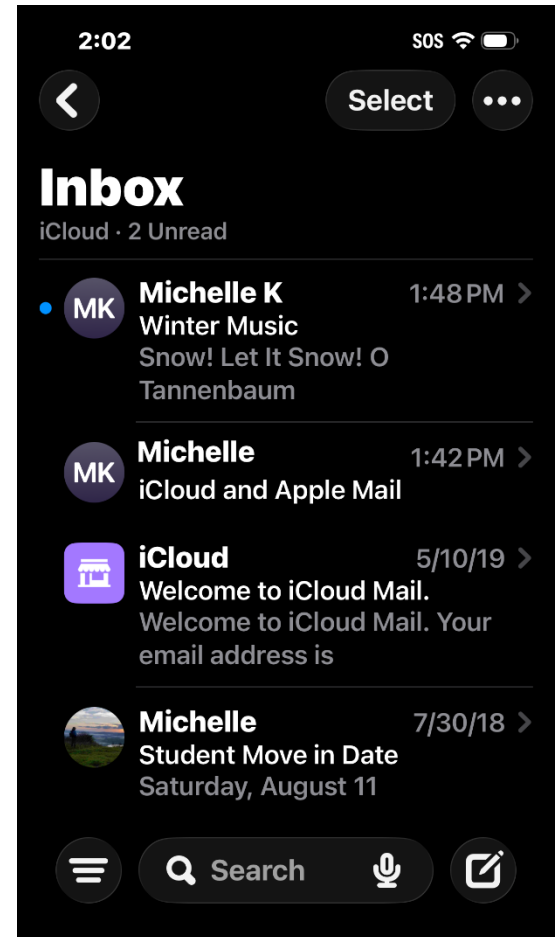 2:02 SOS
Select
Inbox
iCloud · 2 Unread
MK Michelle K 1:48 PM
Winter Music
Snow! Let It Snow! O
Tannenbaum
MK Michelle 1:42 PM
iCloud and Apple Mail
iCloud 5/10/19
Welcome to iCloud Mail.
Welcome to iCloud Mail. Your
email address is
Michelle 7/30/18
Student Move in Date
Saturday, August 11
Search